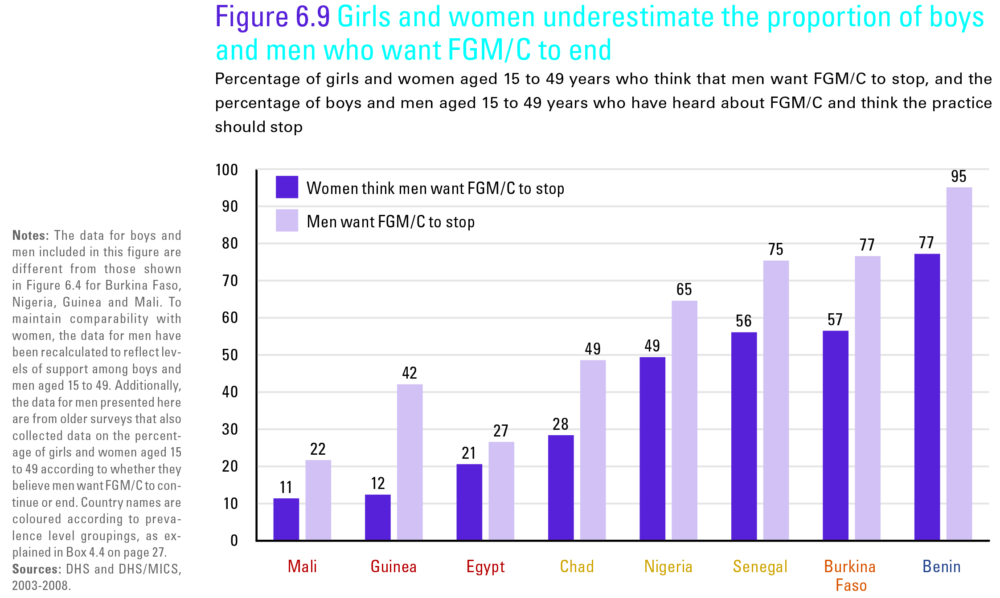 Figure 6.9 Girls and women underestimate the proportion of boys
and men who want FGM/C to end
Percentage of girls and women aged 15 to 49 years who think that men want FGM/C to stop, and the
percentage of boys and men aged 15 to 49 years who have heard about FGM/C and think the practice
should stop
100
90
80
70
60
50
40
30
20
10
0
Women think men want FGM/C to stop
Men want FGM/C to stop
11
22
12
42
21
27
28
49
49
65
56
75
57
77
77
95
Mali
Guinea
Egypt
Chad
Nigeria
Senegal
Burkina
Faso
Benin
Notes: The data for boys and
men included in this figure are
different from those shown
in Figure 6.4 for Burkina Faso,
Nigeria, Guinea and Mali. To
maintain comparability with
women, the data for men have
been recalculated to reflect lev-
els of support among boys and
men aged 15 to 49. Additionally,
the data for men presented here
are from older surveys that also
collected data on the percent-
age of girls and women aged 15
to 49 according to whether they
believe men want FGM/C to con-
tinue or end. Country names are
coloured according to preva-
lence level groupings, as ex-
plained in Box 4.4 on page 27.
Sources: DHS and DHS/MICS,
2003-2008.